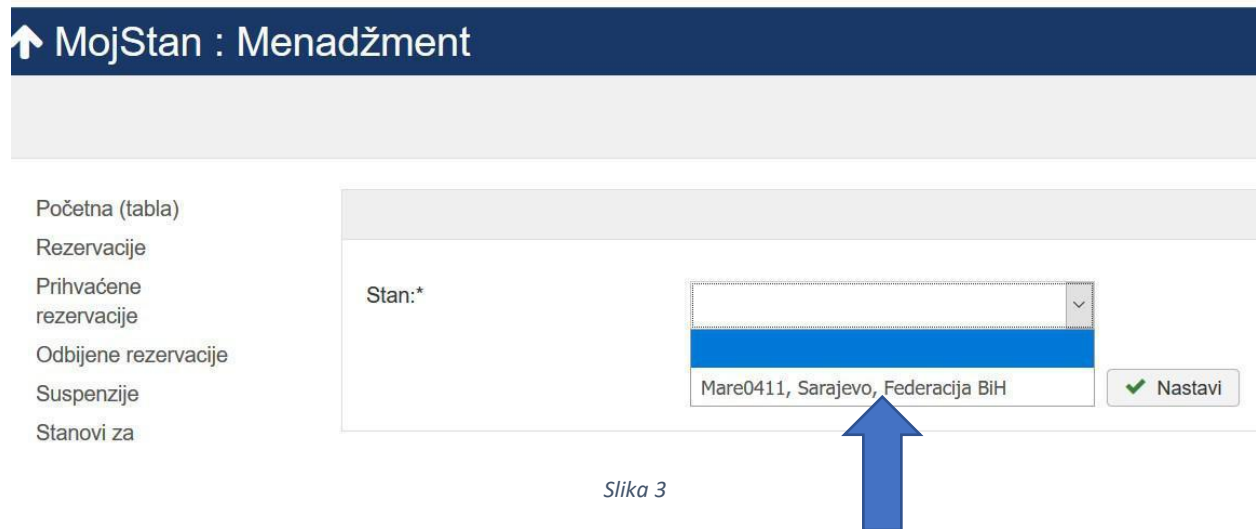 MojStan : Menadžment
Početna (tabla)
Rezervacije
Prihvaćene
rezervacije
Odbijene rezervacije
Suspenzije
Stanovi za
Stan:*
Mare0411, Sarajevo, Federacija BiH
Nastavi
Slika 3